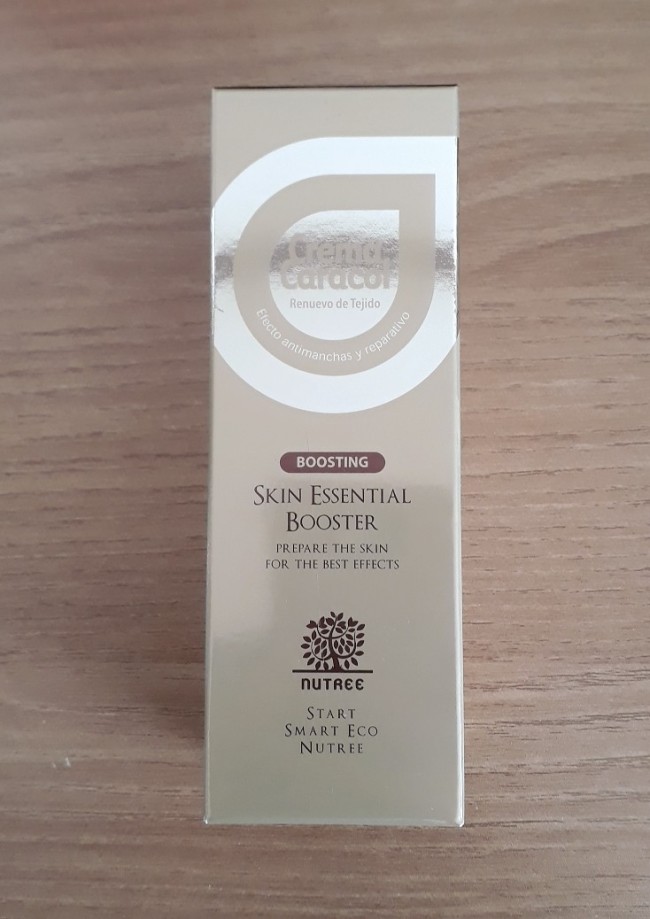 Crema
Caracol
Renuevo de Tejido
Efecto antimanchas y reparativo
BOOSTING
SKIN ESSENTIAL
BOOSTER
PREPARE THE SKIN
FOR THE BEST EFFECTS
NUTREE
START
SMART ECO
NUTREE